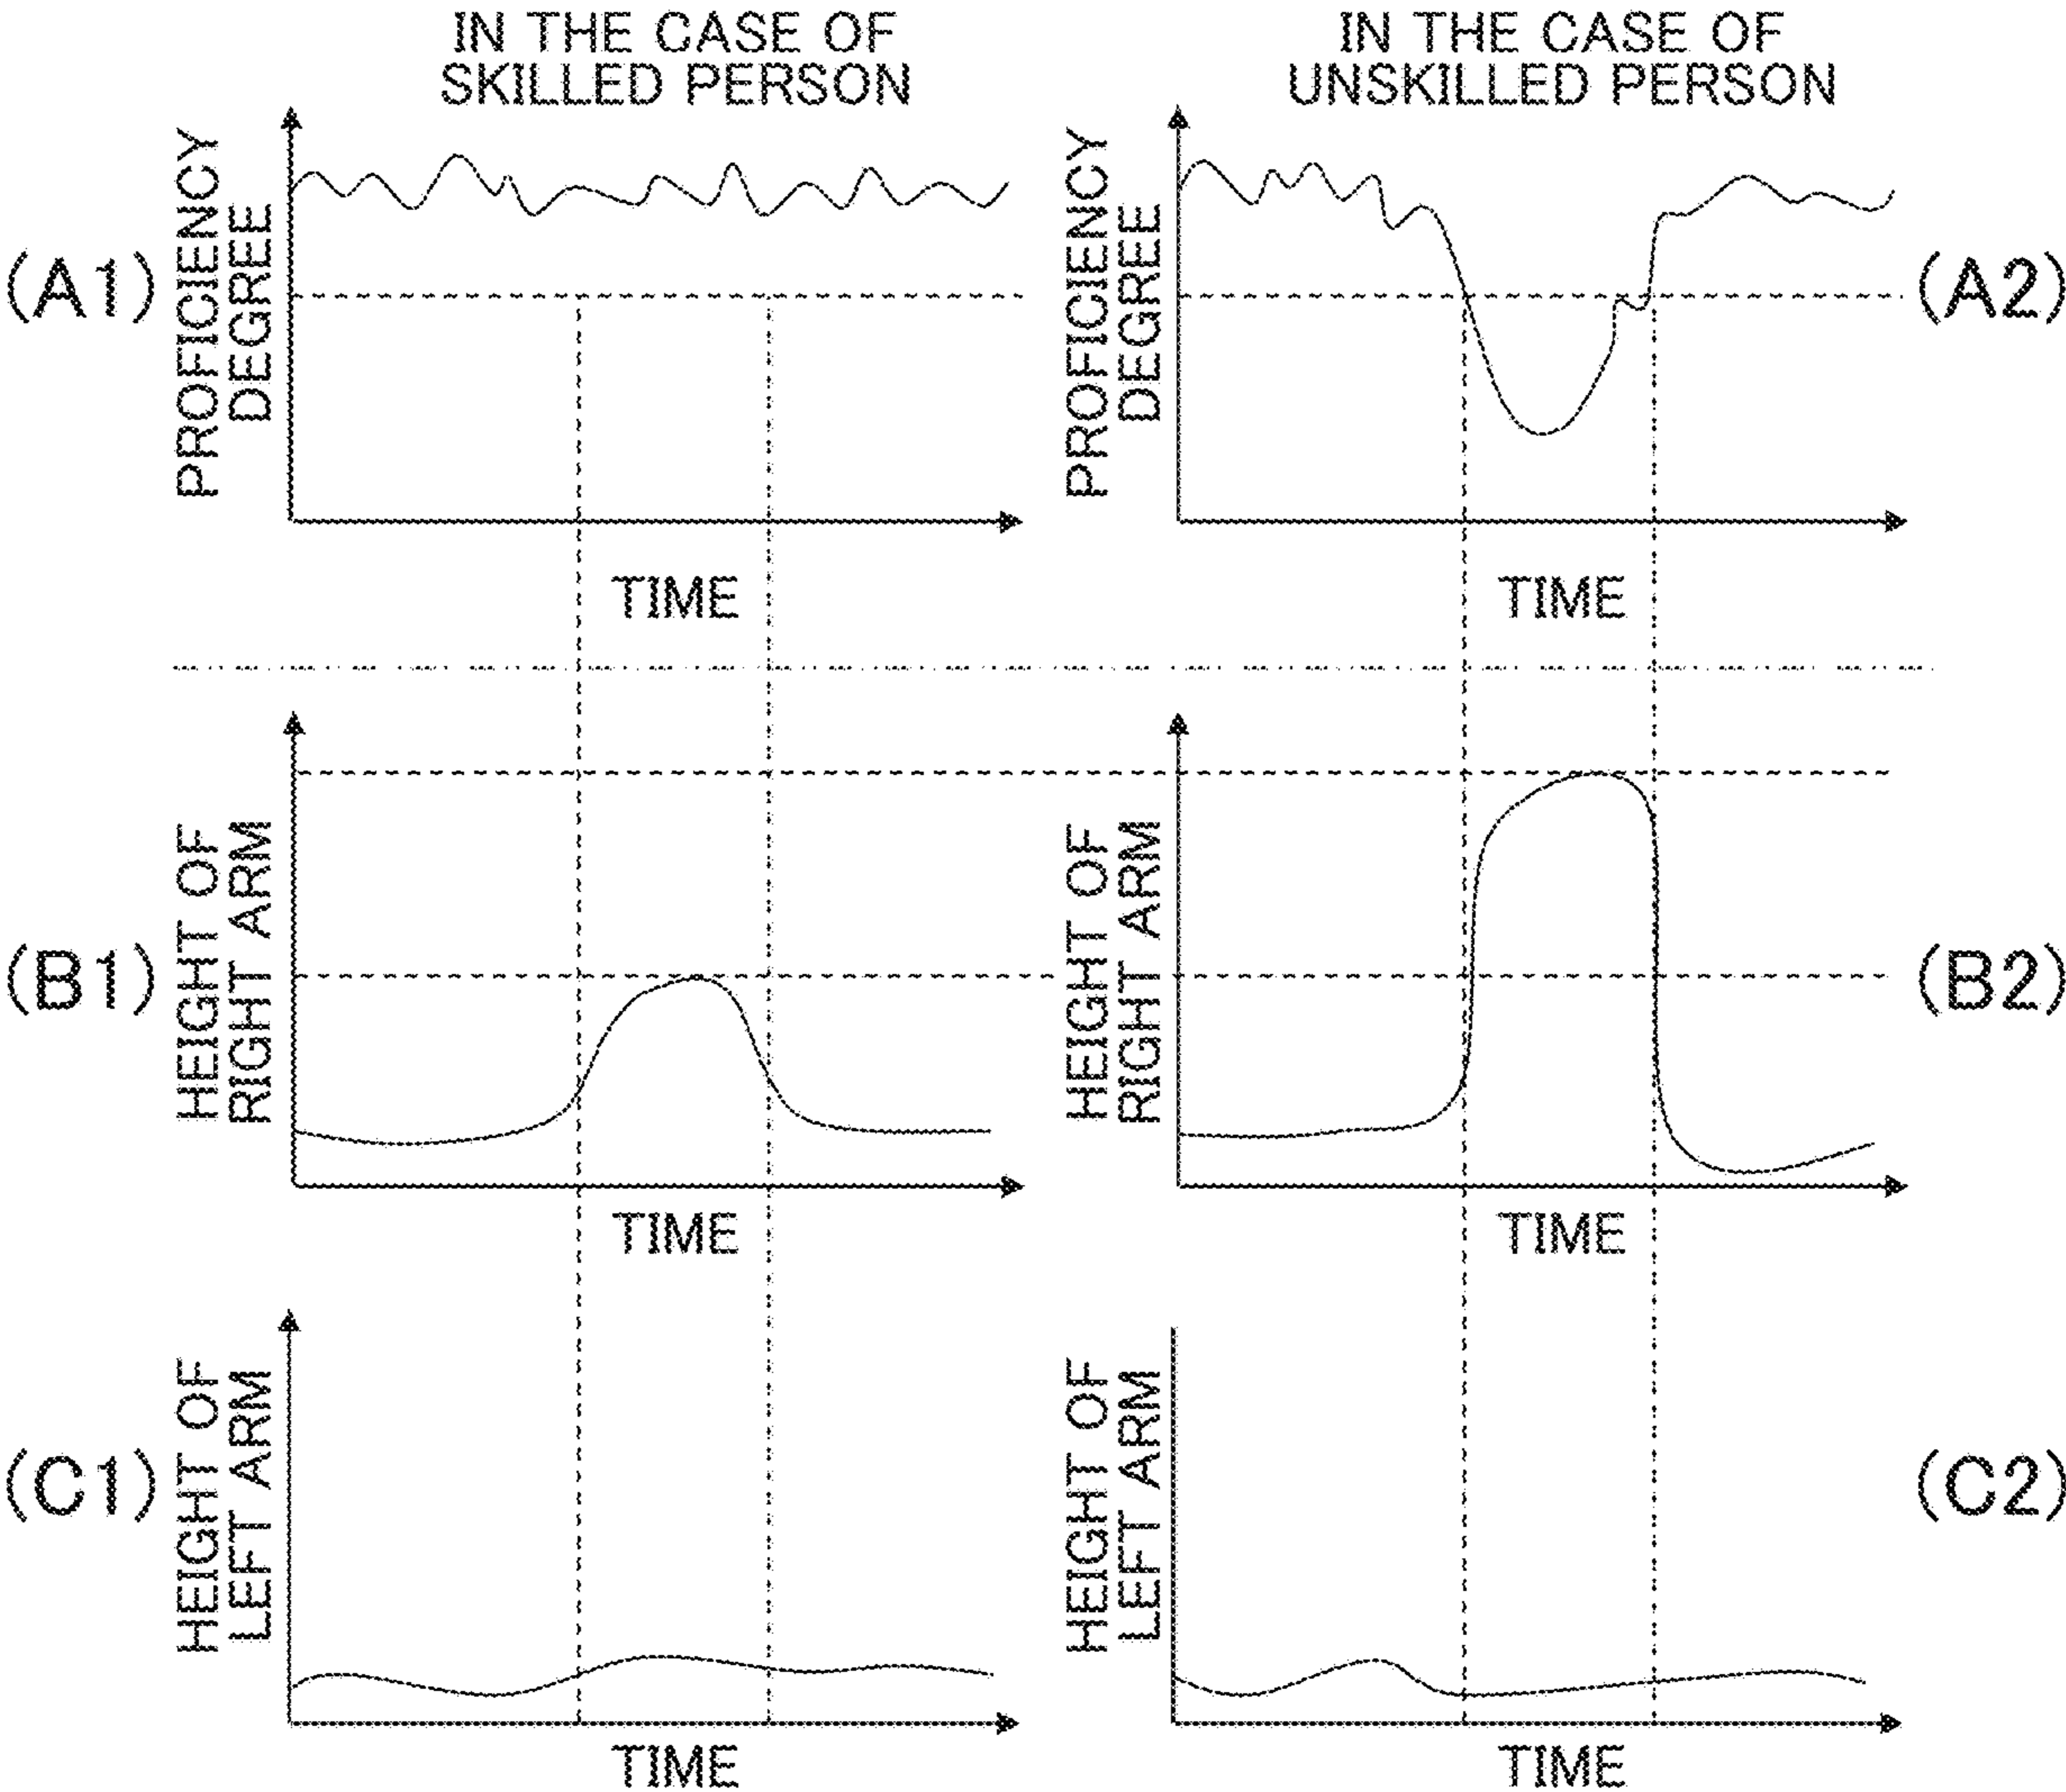 IN THE CASE OF
SKILLED PERSON
IN THE CASE OF
UNSKILLED PERSON
(A1)
PROFICIENCY
DEGREE
TIME
PROFICIENCY
DEGREE
TIME
(A2)
(B1)
HEIGHT OF
RIGHT ARM
TIME
HEIGHT OF
RIGHT ARM
TIME
(B2)
(C1)
HEIGHT OF
LEFT ARM
TIME
HEIGHT OF
LEFT ARM
TIME
(C2)